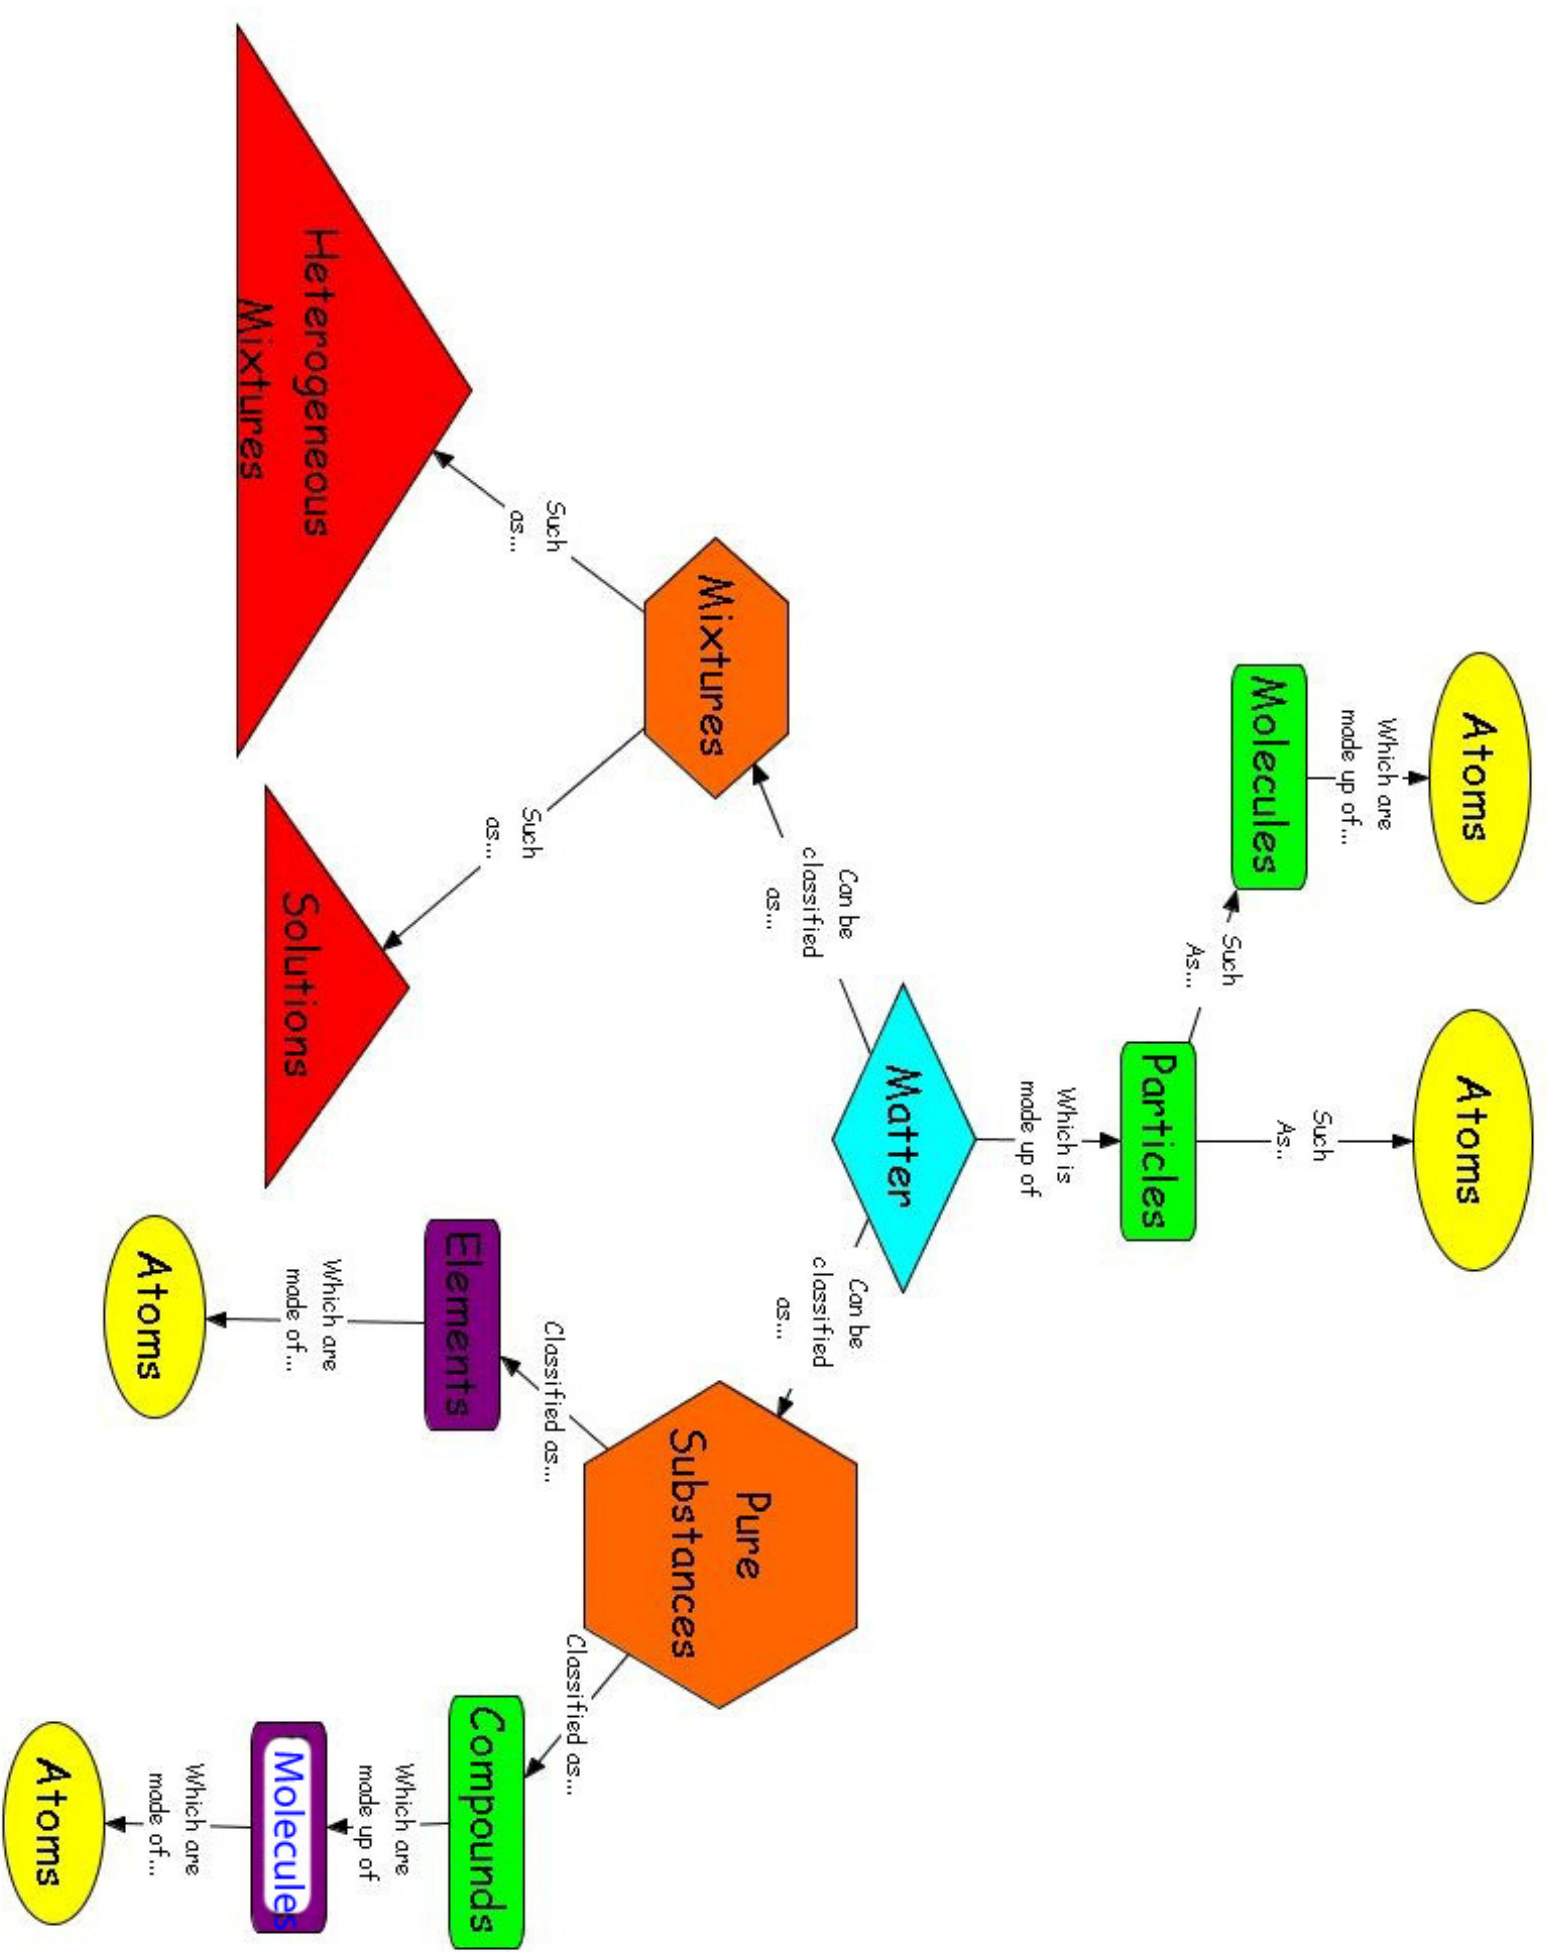 Atoms
Atoms
Which are
made up of...
Such
As..
Molecules
Such
As...
Particles
Which is
made up of
Matter
Can be
classified
as...
Can be
classified
as...
Mixtures
Pure
Substances
Such
as...
Such
as...
Classified as...
Classified as...
Heterogeneous
Mixtures
Solutions
Elements
Compounds
Which are
made of...
Which are
made up of
Atoms
Molecules
Which are
made of...
Atoms